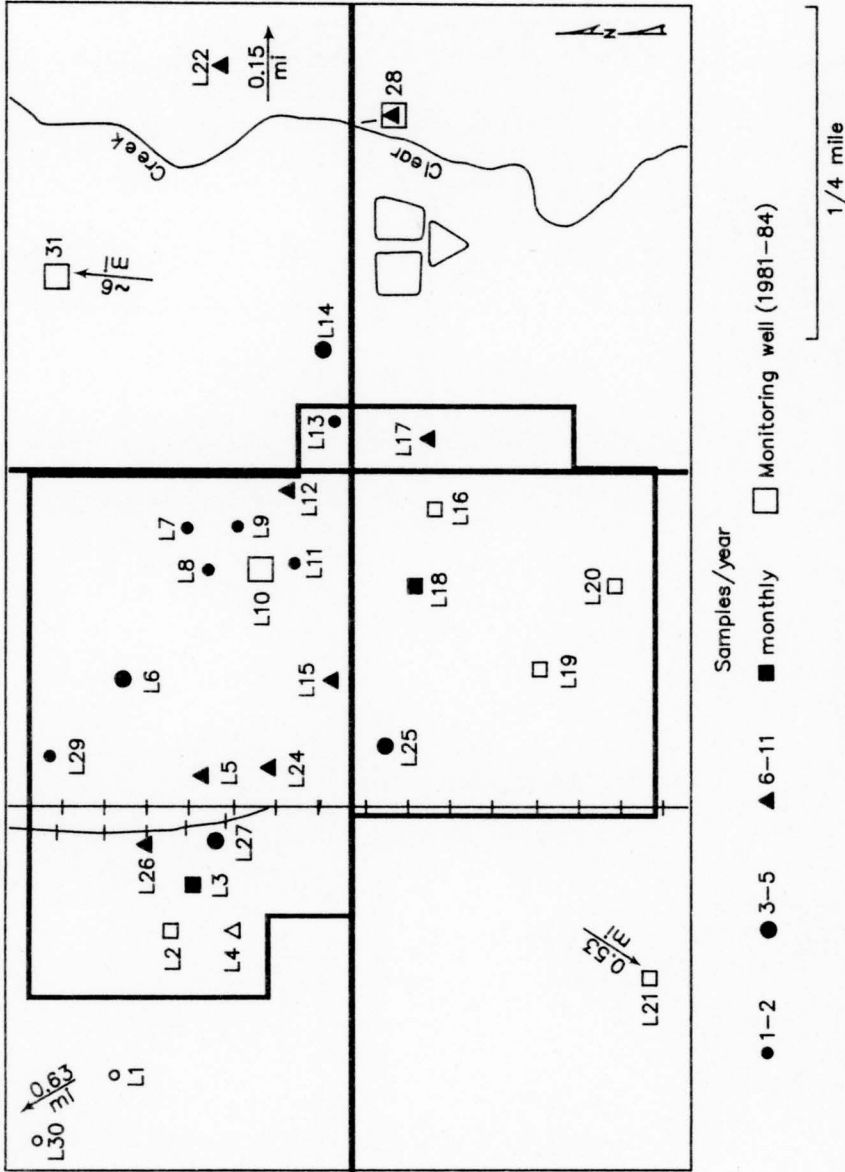 L30
0.63
mi
L1
L29
L6
L26
L5
L2
L3
L27
L4
L24
L15
L7
L8
L9
L10
L11
L12
L13
L14
31
mi
Creek
L22
0.15
mi
L21
0.53
mi
L25
L18
L16
L17
L19
L20
28
Clear
N
Samples/year
1-2
3-5
6-11
monthly
Monitoring well (1981-84)
1/4 mile